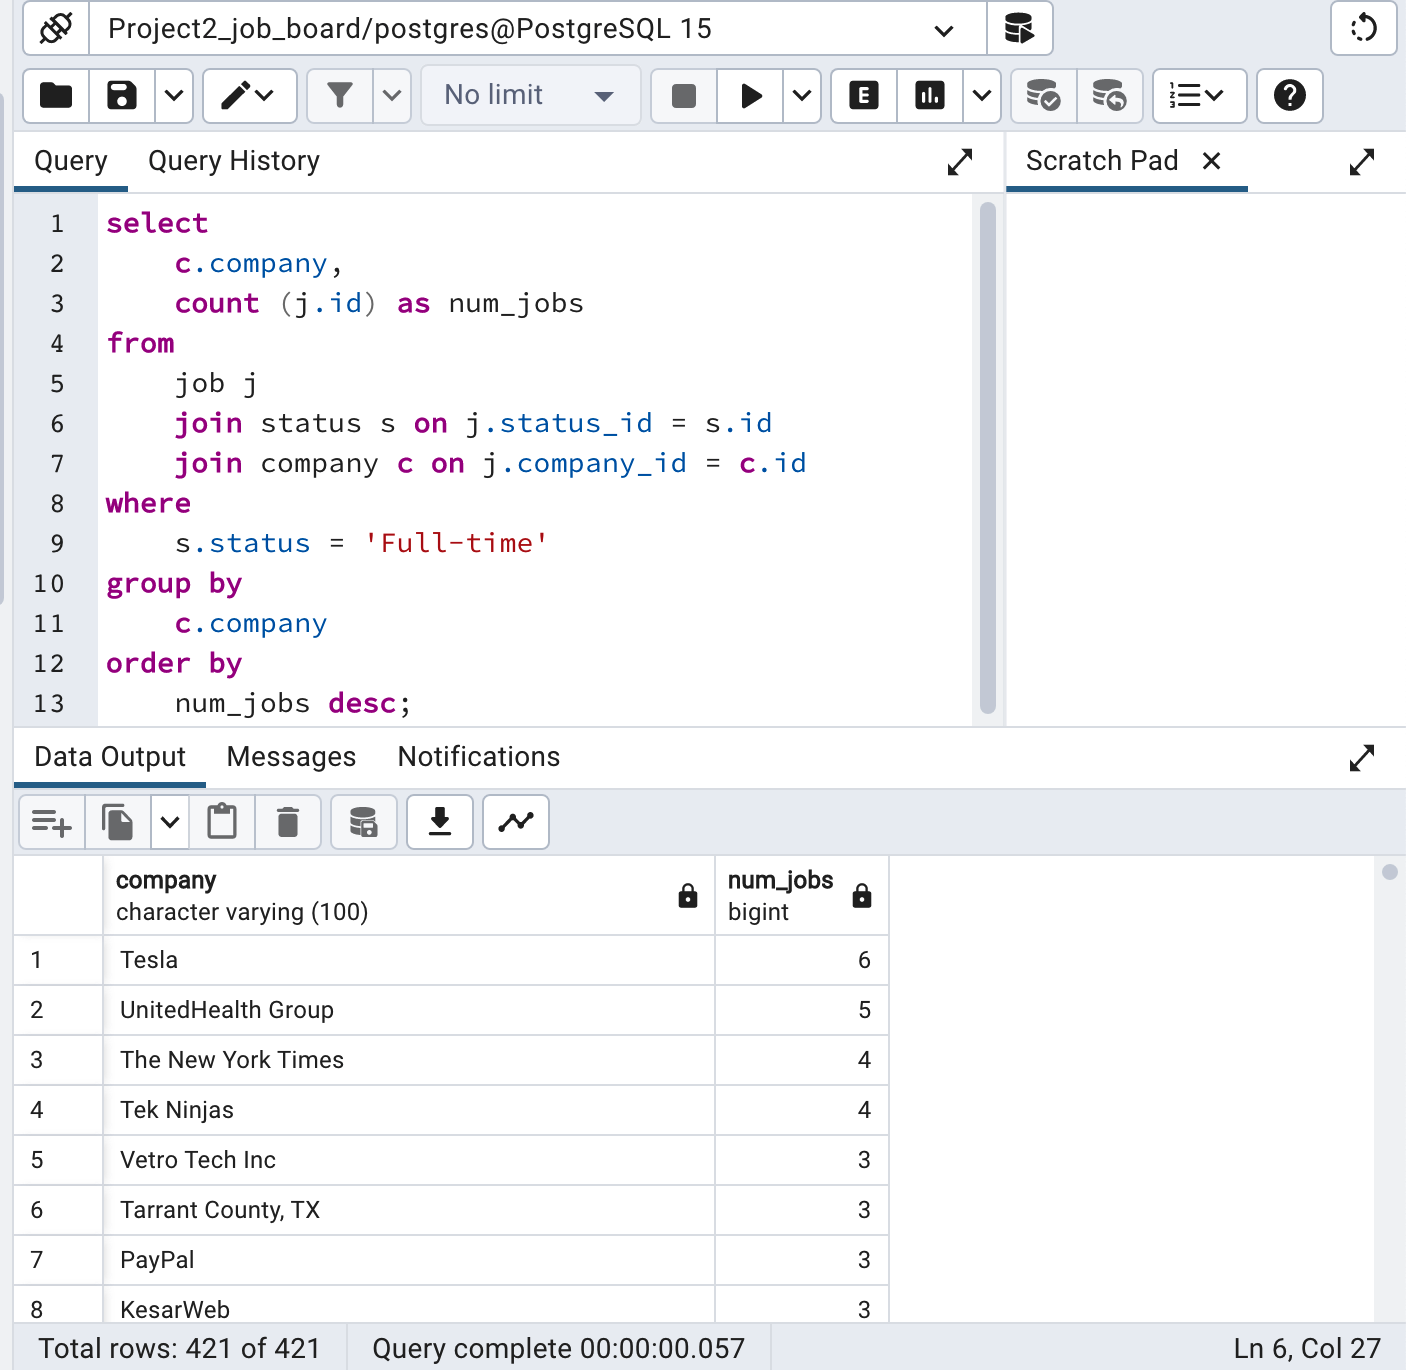 Project2_job_board/postgres@PostgreSQL 15
No limit
E
Query Query History
Scratch Pad
1 select
2 c.company,
3 count (j.id) as num_jobs
4 from
5 job j
6 join status s on j.status_id = s.id
7 join company c on j.company_id = c.id
8 where
9 s.status = 'Full-time'
10 group by
11 c.company
12 order by
13 num_jobs desc;
Data Output Messages Notifications
company num_jobs
character varying (100) bigint
1 Tesla 6
2 UnitedHealth Group 5
3 The New York Times 4
4 Tek Ninjas 4
5 Vetro Tech Inc 3
6 Tarrant County, TX 3
7 PayPal 3
8 KesarWeb 3
Total rows: 421 of 421 Query complete 00:00:00.057 Ln 6, Col 27